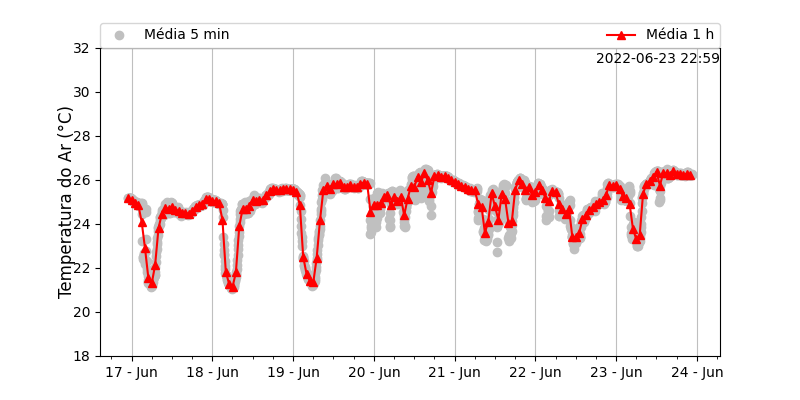 Média 5 min
Média 1 h
2022-06-23 22:59
Temperatura do Ar (°C)
32
30
28
26
24
22
20
18
17 - Jun
18 - Jun
19 - Jun
20 - Jun
21 - Jun
22 - Jun
23 - Jun
24 - Jun